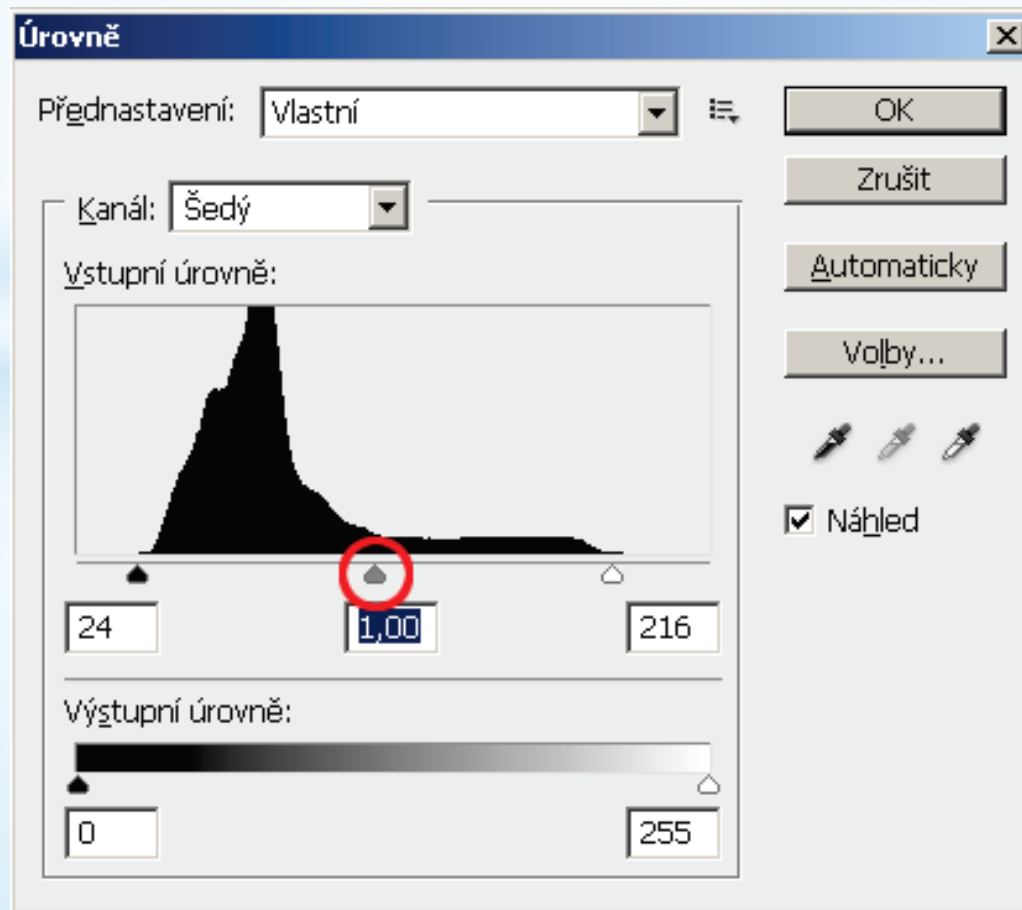 Úrovně
Přednastavení: Vlastní
OK
Zrušit
Kanál: Šedý
Automaticky
Vstupní úrovně:
Volby...
Náhled
24 1,00 216
Výstupní úrovně:
0 255